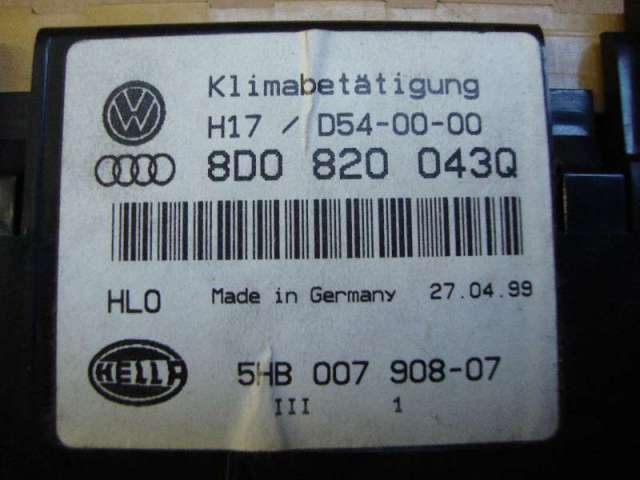 Klimabetätigung
H17 / D54-00-00
8D0 820 043Q
HLO Made in Germany 27.04.99
HELLA 5HB 007 908-07
III 1